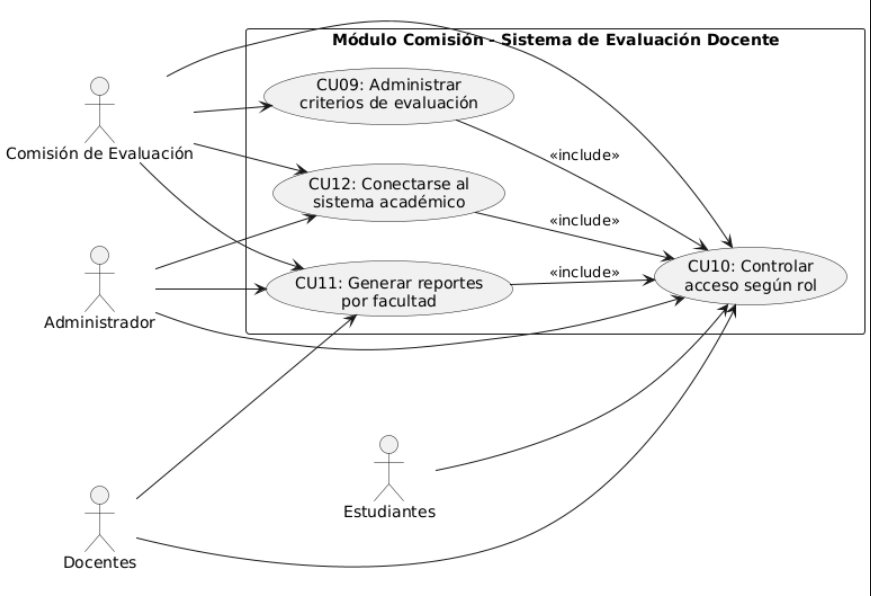 Módulo Comisión - Sistema de Evaluación Docente
CU09: Administrar
criterios de evaluación
Comisión de Evaluación
«include»
CU12: Conectarse al
sistema académico
«include»
CU11: Generar reportes
por facultad
«include»
CU10: Controlar
acceso según rol
Administrador
Estudiantes
Docentes